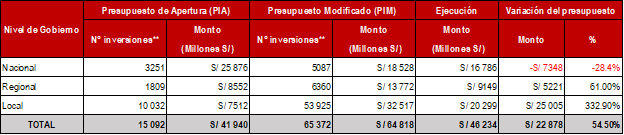 Nivel de Gobierno Presupuesto de Apertura (PIA) Presupuesto Modificado (PIM) Ejecución Variación del presupuesto
N° inversiones** Monto (Millones S/) N° inversiones** Monto (Millones S/) Monto (Millones S/) Monto %
Nacional 3251 S/ 25 876 5087 S/ 18 528 S/ 16 786 -S/ 7348 -28.4%
Regional 1809 S/ 8552 6360 S/ 13 772 S/ 9149 S/ 5221 61.00%
Local 10 032 S/ 7512 53 925 S/ 32 517 S/ 20 299 S/ 25 005 332.90%
TOTAL 15 092 S/ 41 940 65 372 S/ 64 818 S/ 46 234 S/ 22 878 54.50%